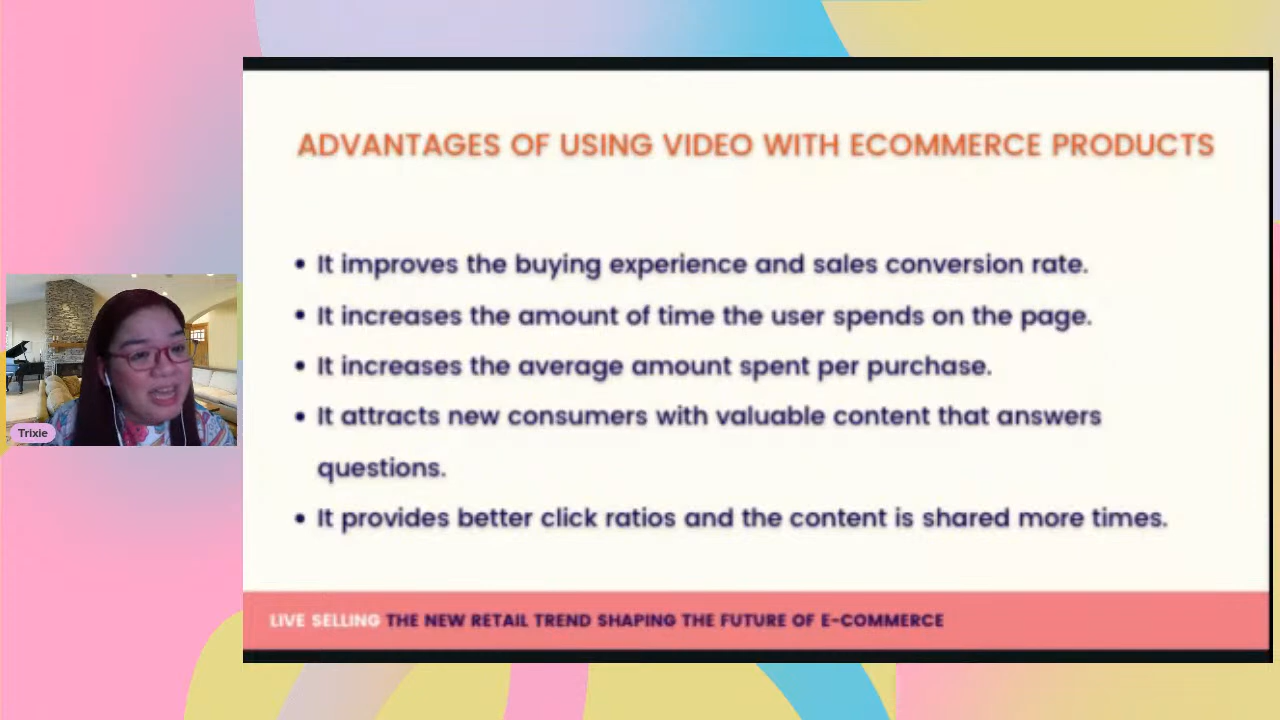 ADVANTAGES OF USING VIDEO WITH ECOMMERCE PRODUCTS
• It improves the buying experience and sales conversion rate.
• It increases the amount of time the user spends on the page.
• It increases the average amount spent per purchase.
• It attracts new consumers with valuable content that answers
questions.
• It provides better click ratios and the content is shared more times.
Trixie
LIVE SELLING THE NEW RETAIL TREND SHAPING THE FUTURE OF E-COMMERCE